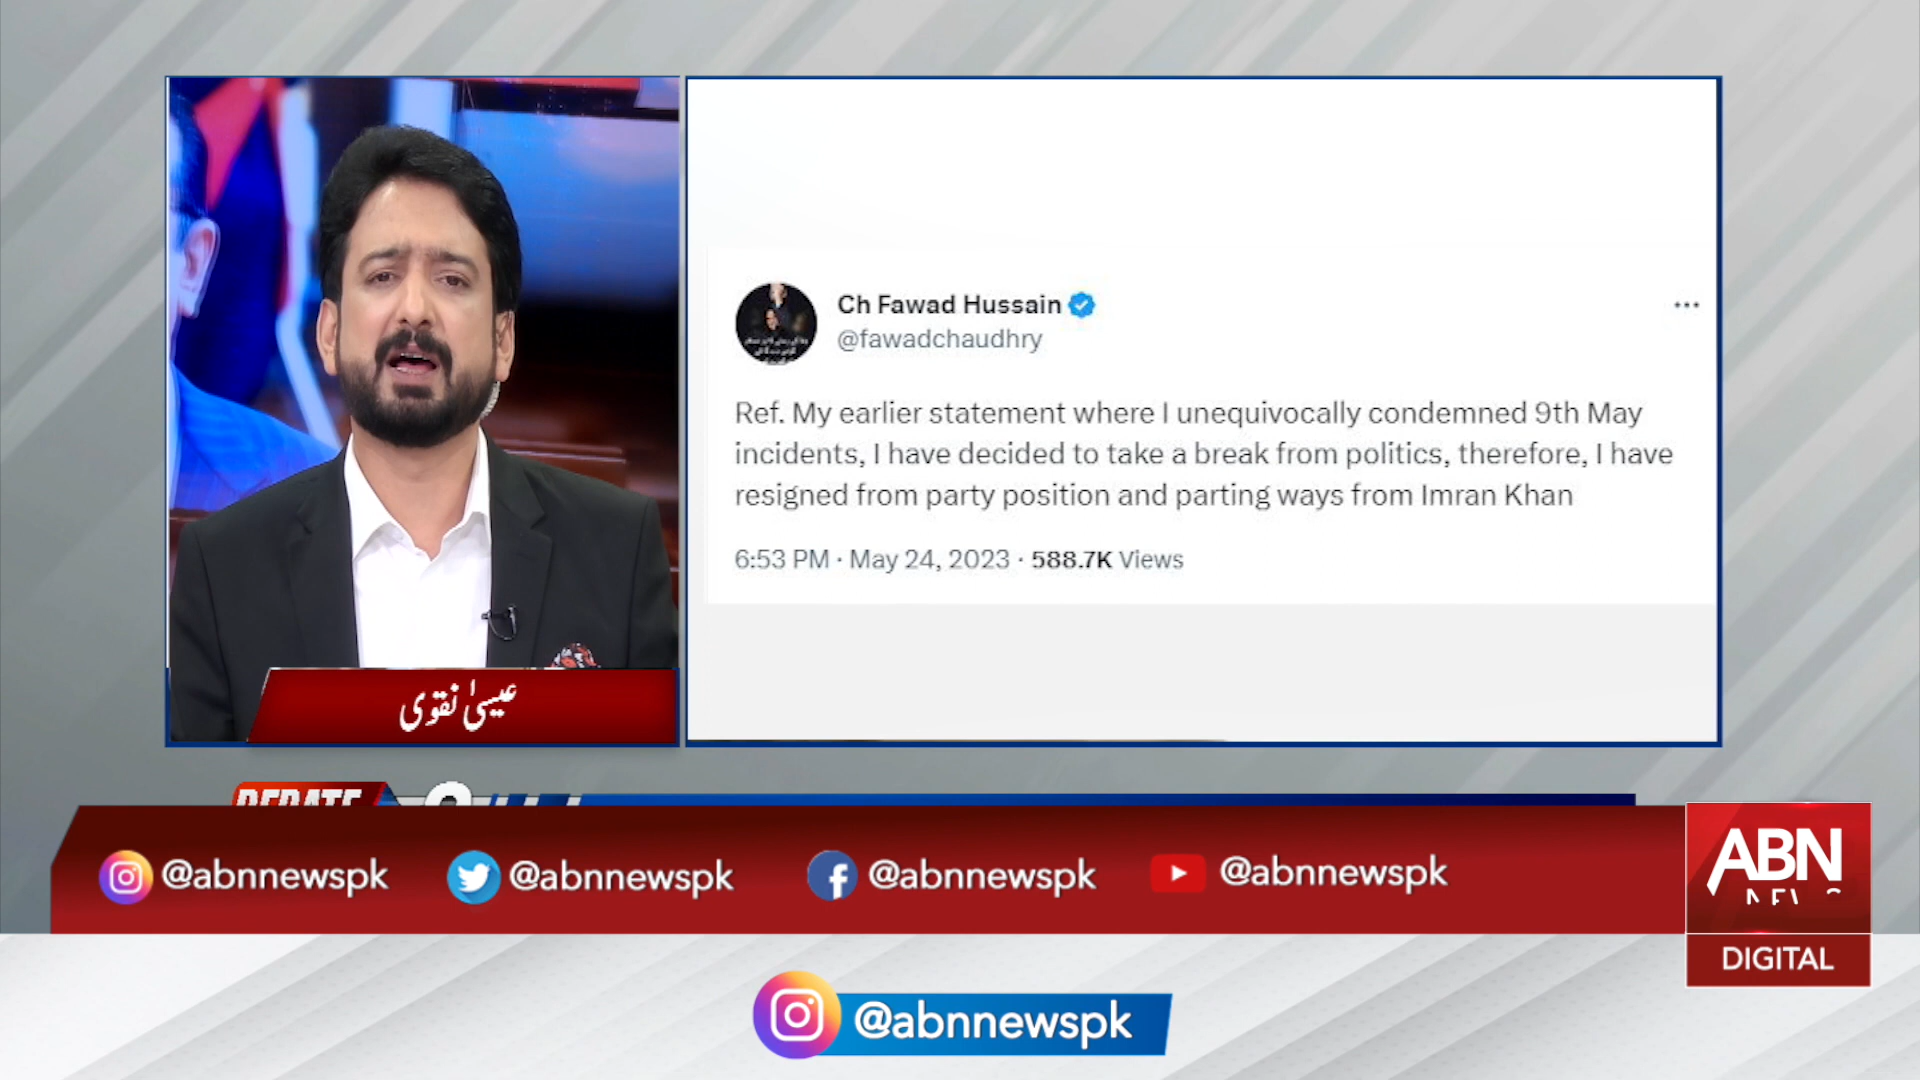 Ch Fawad Hussain
@fawadchaudhry
Ref. My earlier statement where I unequivocally condemned 9th May
incidents, I have decided to take a break from politics, therefore, I have
resigned from party position and parting ways from Imran Khan
6:53 PM · May 24, 2023 · 588.7K Views
عیسیٰ نقوی
DEBATE
@abnnewspk
@abnnewspk
@abnnewspk
@abnnewspk
ABN
NEWS
DIGITAL
@abnnewspk